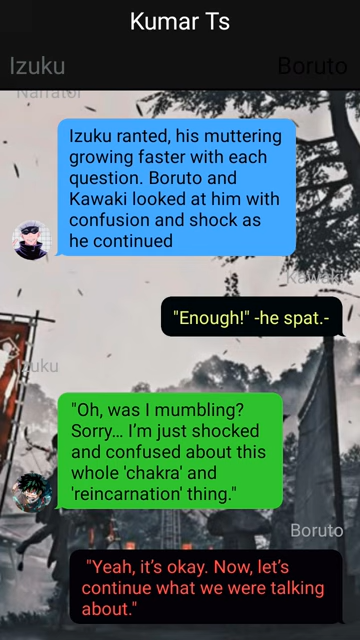 Kumar Ts
Izuku
Boruto
Narrator
Izuku ranted, his muttering
growing faster with each
question. Boruto and
Kawaki looked at him with
confusion and shock as
he continued
Kawaki
"Enough!" -he spat.-
Izuku
"Oh, was I mumbling?
Sorry… I’m just shocked
and confused about this
whole 'chakra' and
'reincarnation' thing."
Boruto
"Yeah, it’s okay. Now, let’s
continue what we were talking
about."